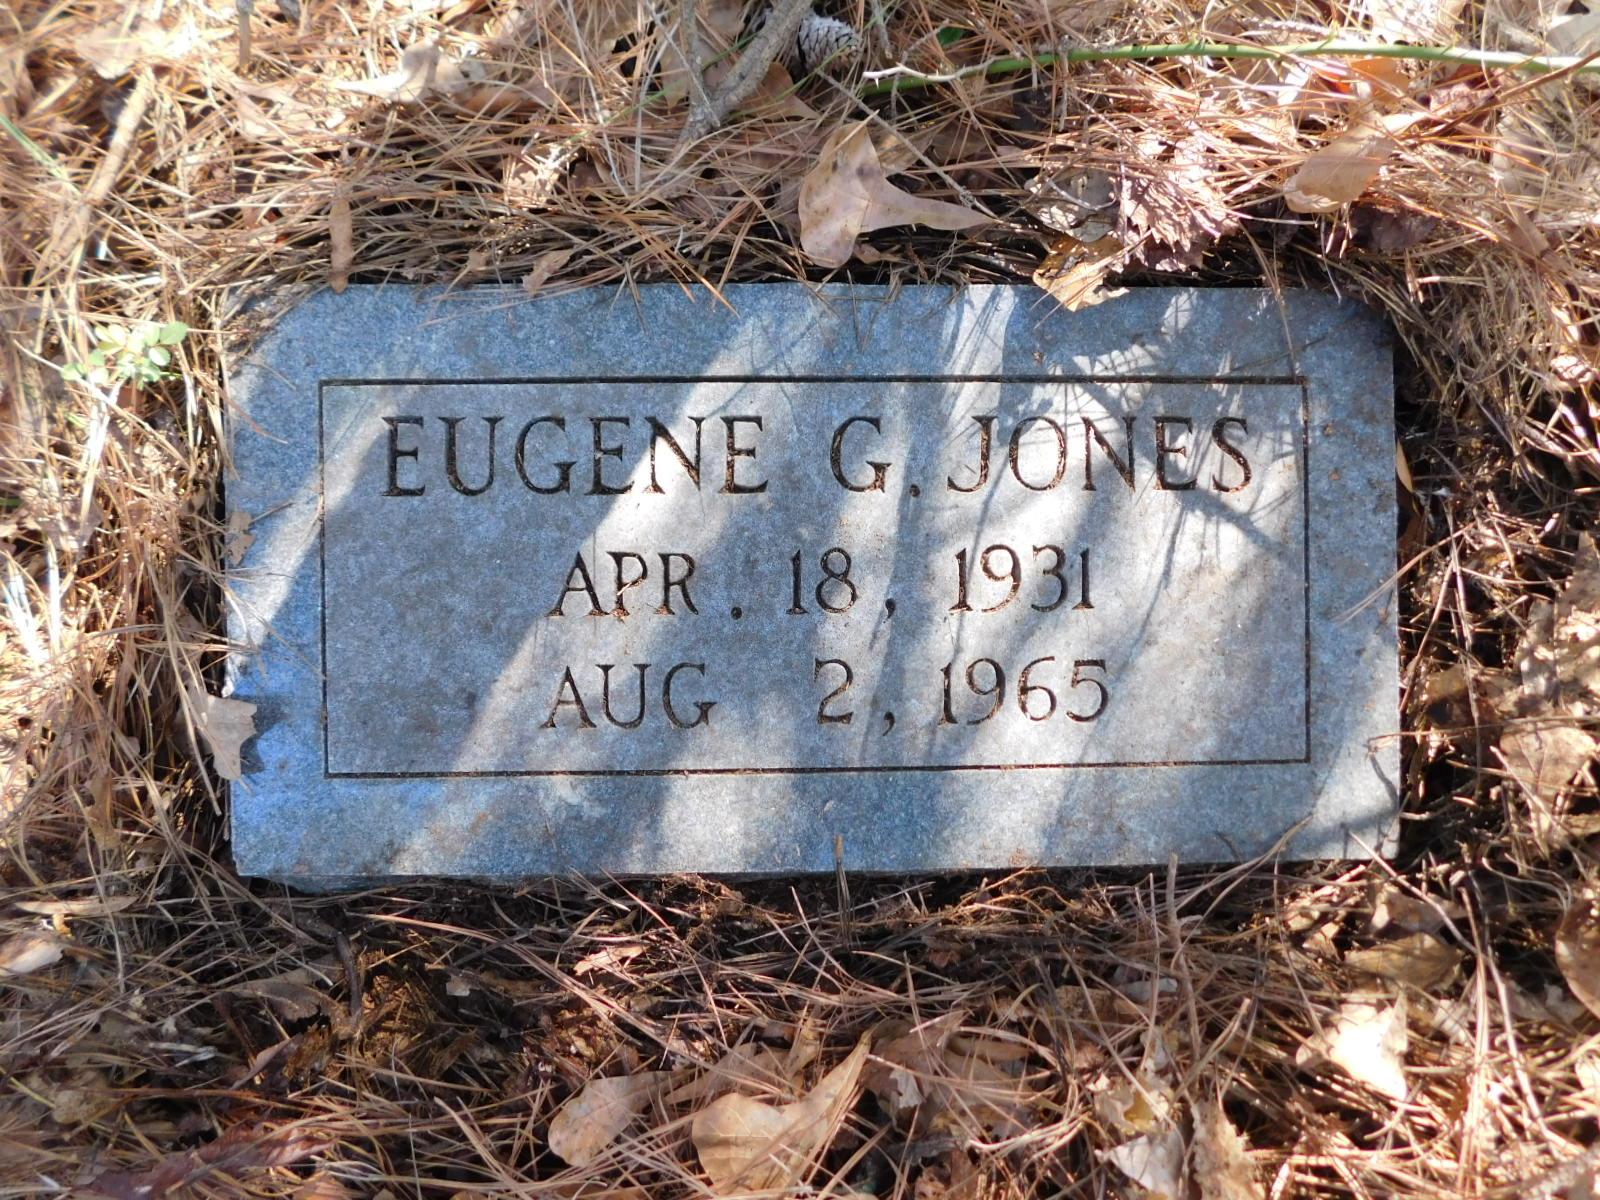 EUGENE G. JONES
APR. 18, 1931
AUG 2, 1965